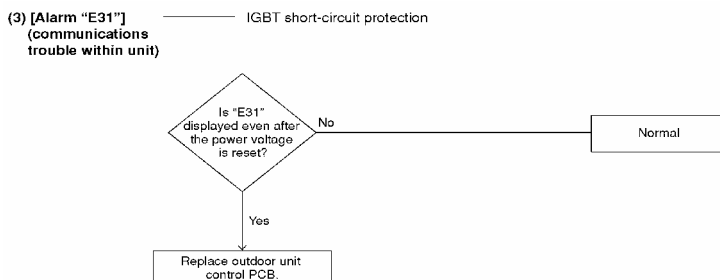 (3) [Alarm "E31"] IGBT short-circuit protection
(communications
trouble within unit)
Is "E31"
displayed even after
the power voltage
is reset?
No
Normal
Yes
Replace outdoor unit
control PCB.